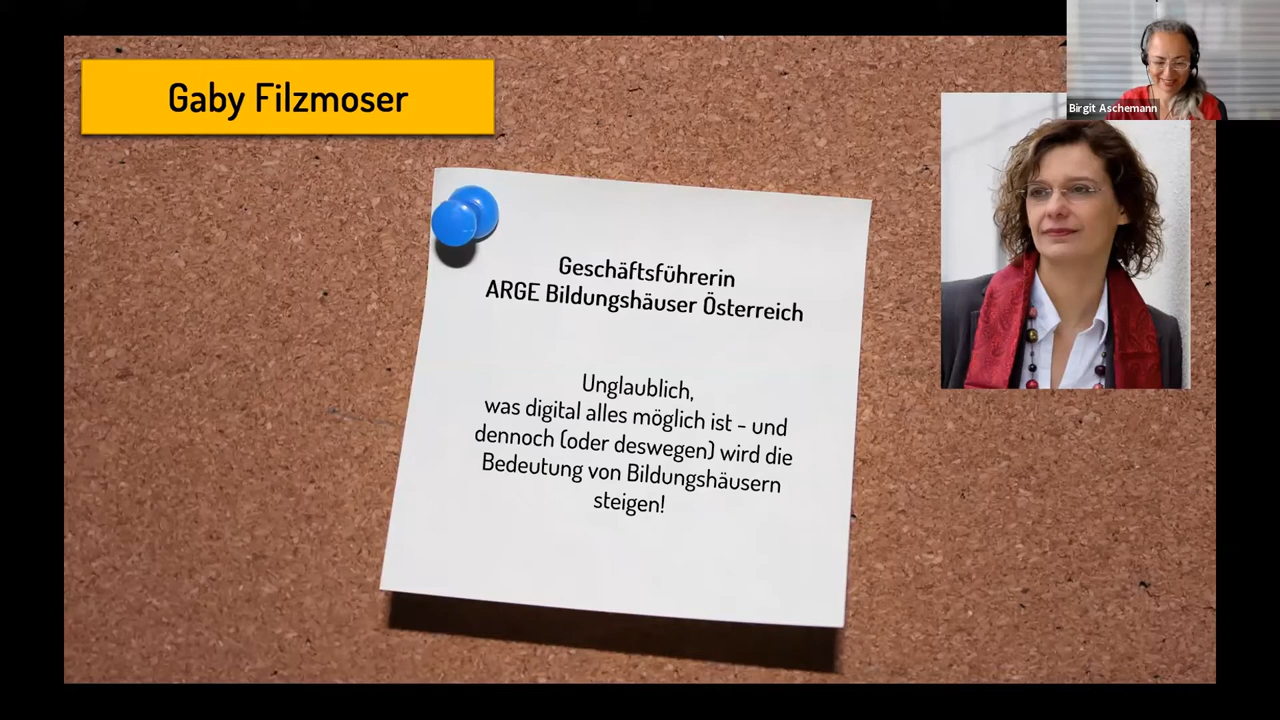 Gaby Filzmoser
Birgit Aschemann
Geschäftsführerin
ARGE Bildungshäuser Österreich
Unglaublich,
was digital alles möglich ist – und
dennoch (oder deswegen) wird die
Bedeutung von Bildungshäusern
steigen!